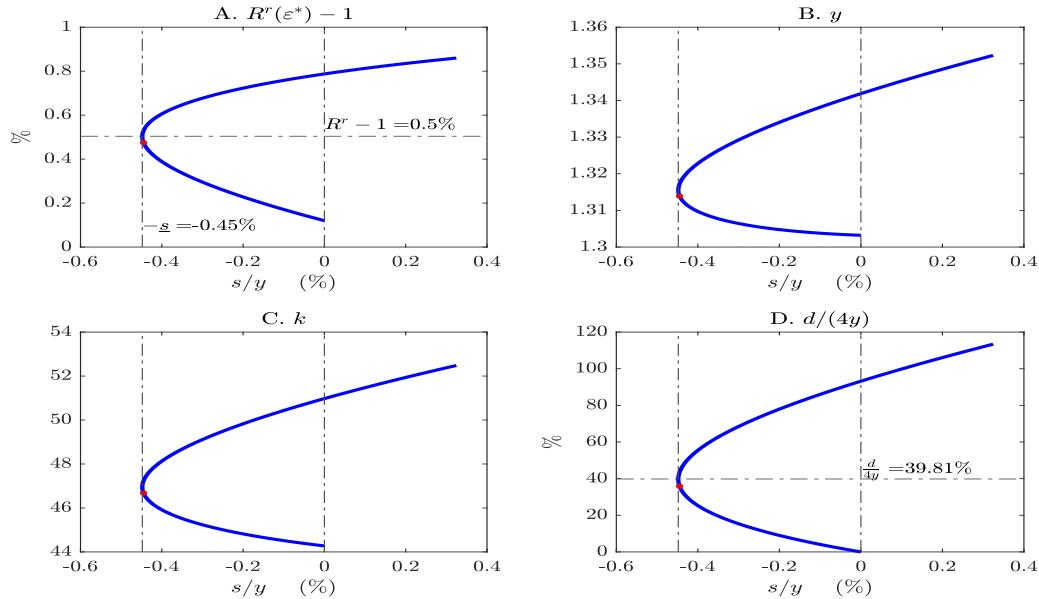 A. Rʳ(ε*) − 1
1
0.8
0.6
0.4
0.2
0
%
Rʳ − 1 =0.5%
−s̲ =-0.45%
-0.6 -0.4 -0.2 0 0.2 0.4
s/y (%)
B. y
1.36
1.35
1.34
1.33
1.32
1.31
1.3
-0.6 -0.4 -0.2 0 0.2 0.4
s/y (%)
C. k
54
52
50
48
46
44
-0.6 -0.4 -0.2 0 0.2 0.4
s/y (%)
D. d/(4y)
120
100
80
60
40
20
0
%
d/4y =39.81%
-0.6 -0.4 -0.2 0 0.2 0.4
s/y (%)